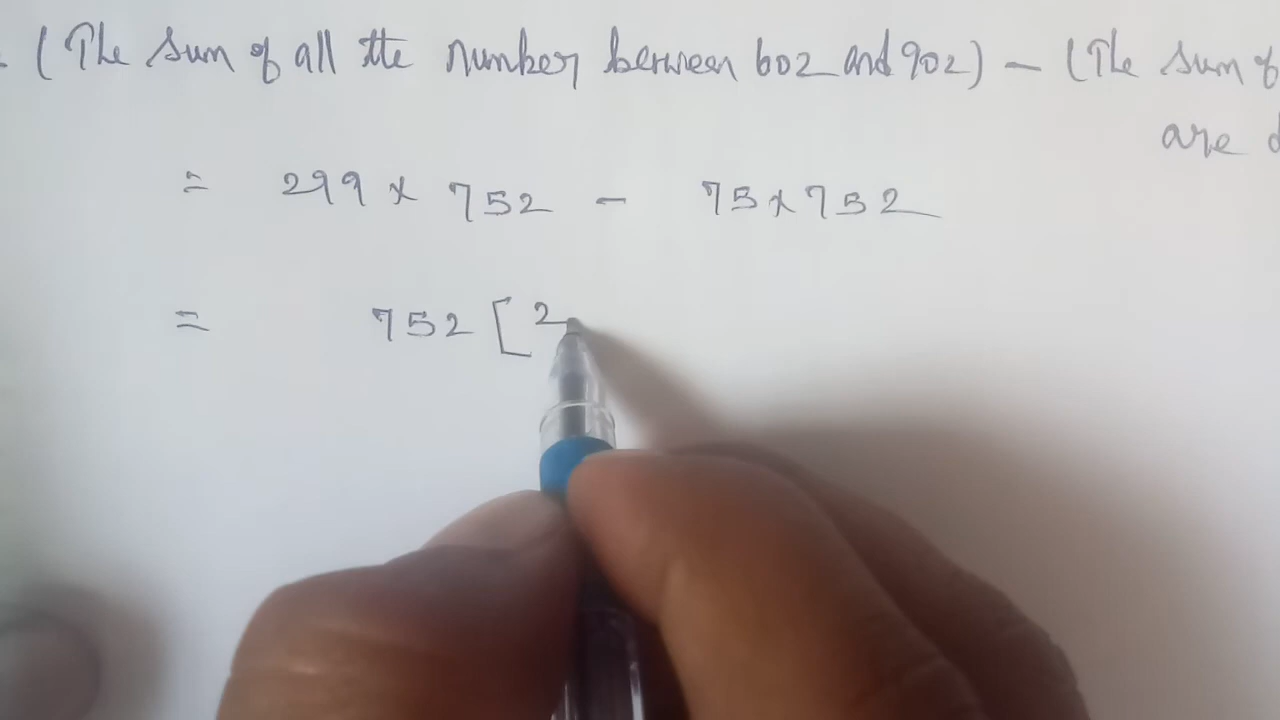 (The sum of all the number between 602 and 902) - (The sum of
are
= 299 x 752 - 75 x 752
= 752 [ 2